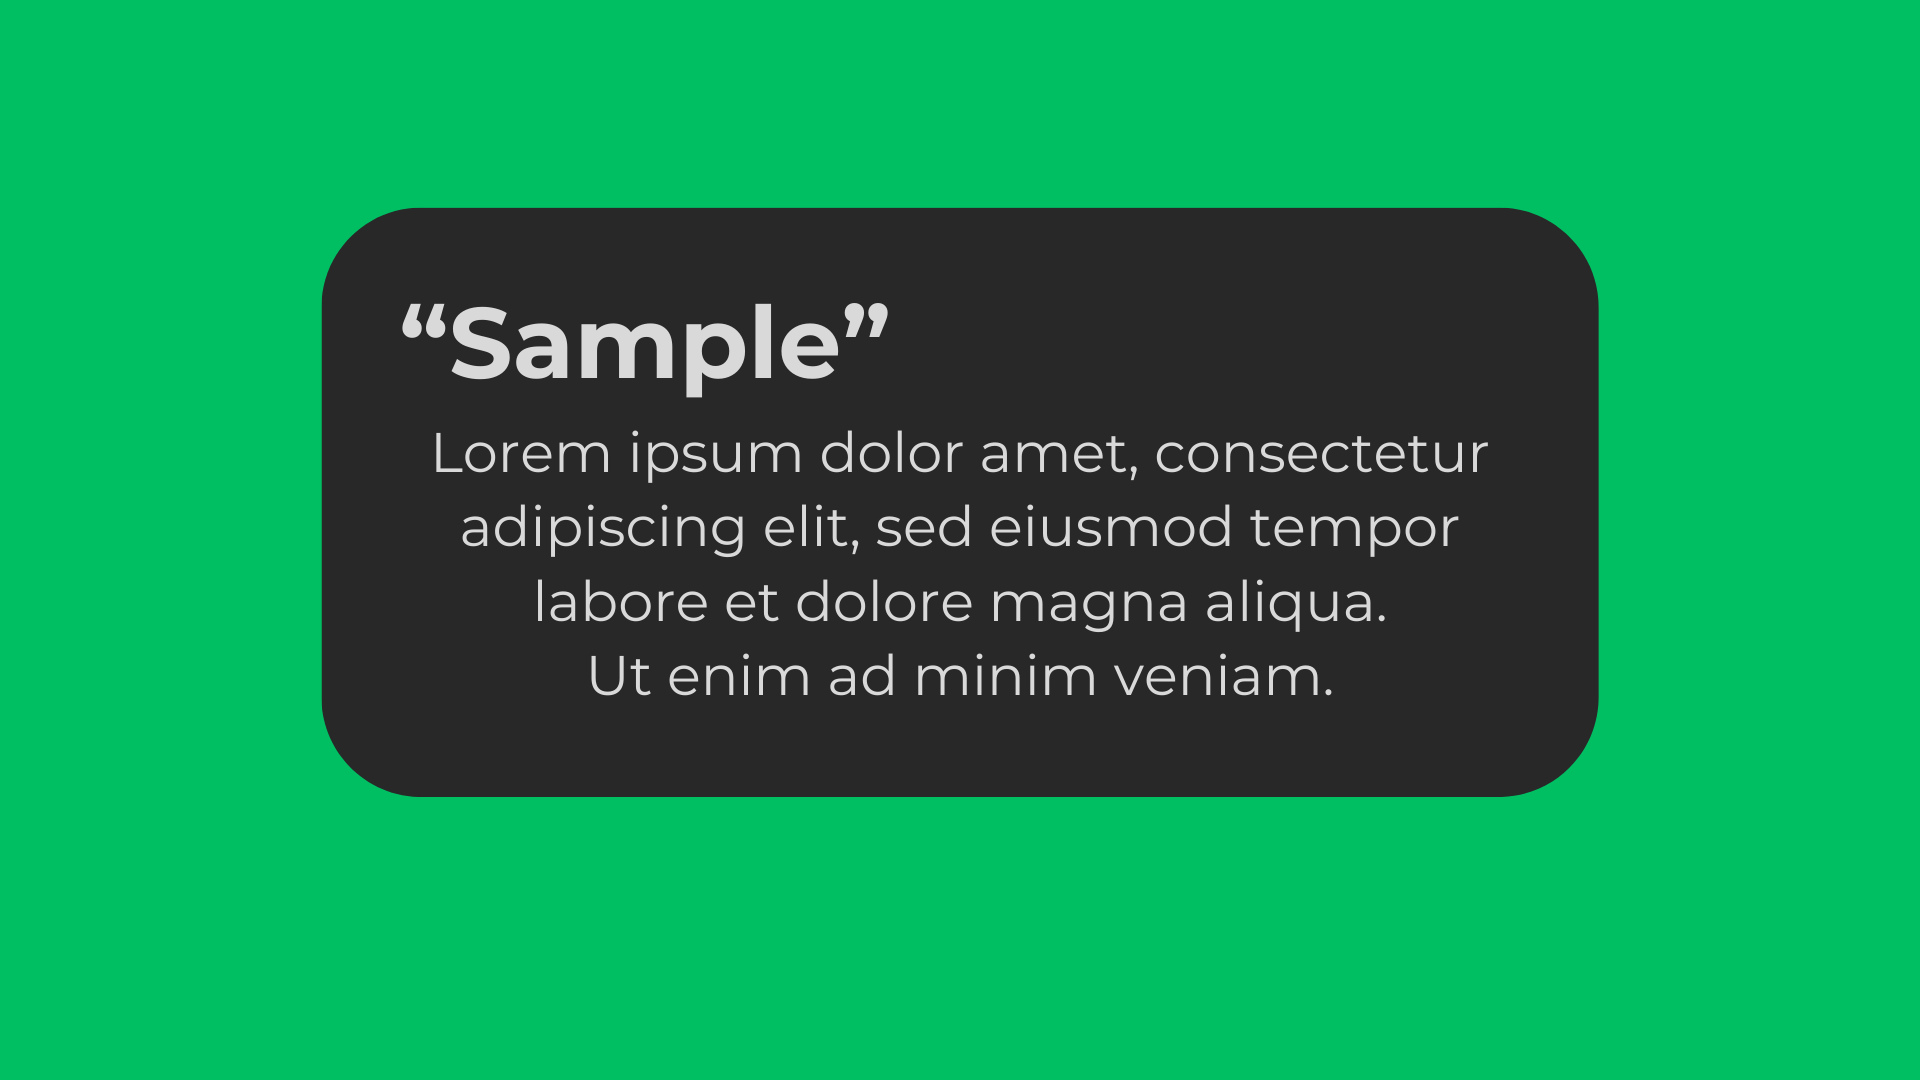 “Sample”
Lorem ipsum dolor amet, consectetur
adipiscing elit, sed eiusmod tempor
labore et dolore magna aliqua.
Ut enim ad minim veniam.